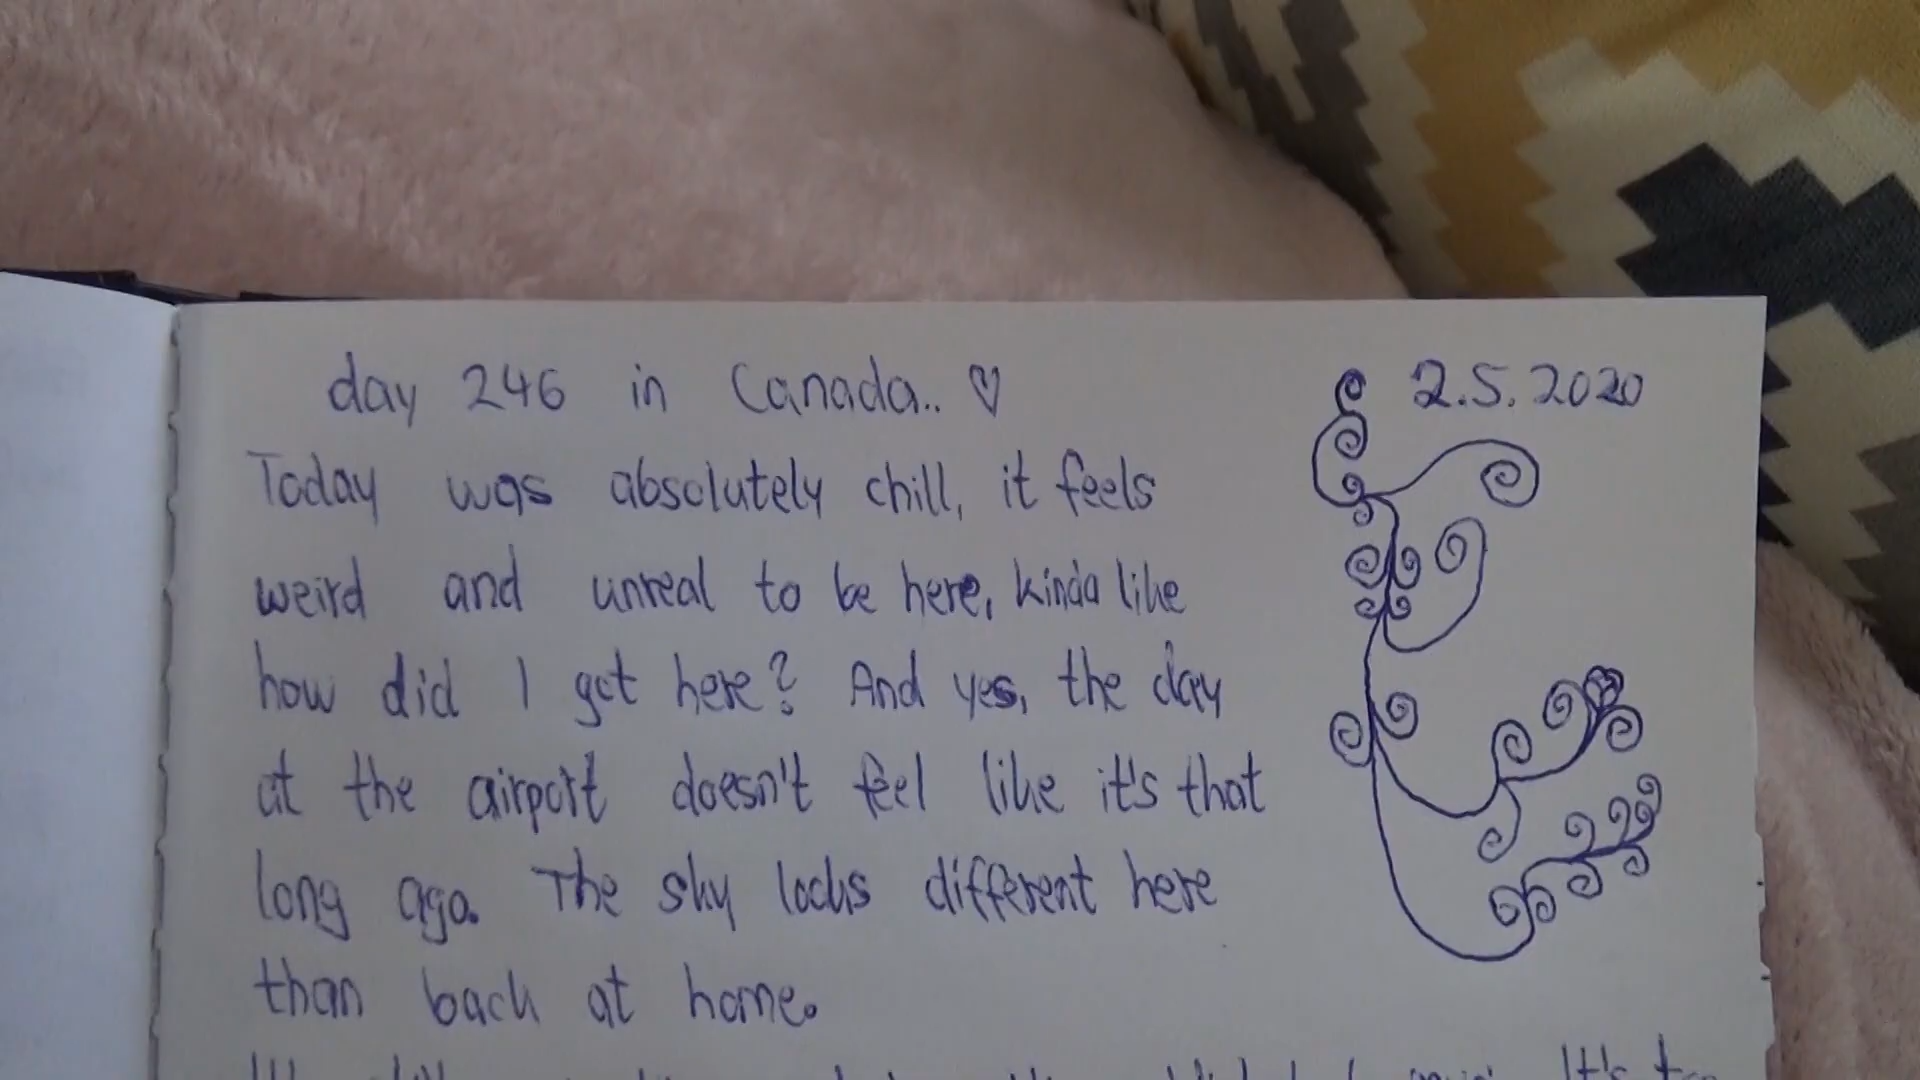 day 246 in Canada.. ♡ 2.5.2020
Today was absolutely chill, it feels
weird and unreal to be here, kinda like
how did I get here? And yes, the day
at the airport doesn't feel like it's that
long ago. The sky looks different here
than back at home.
It's